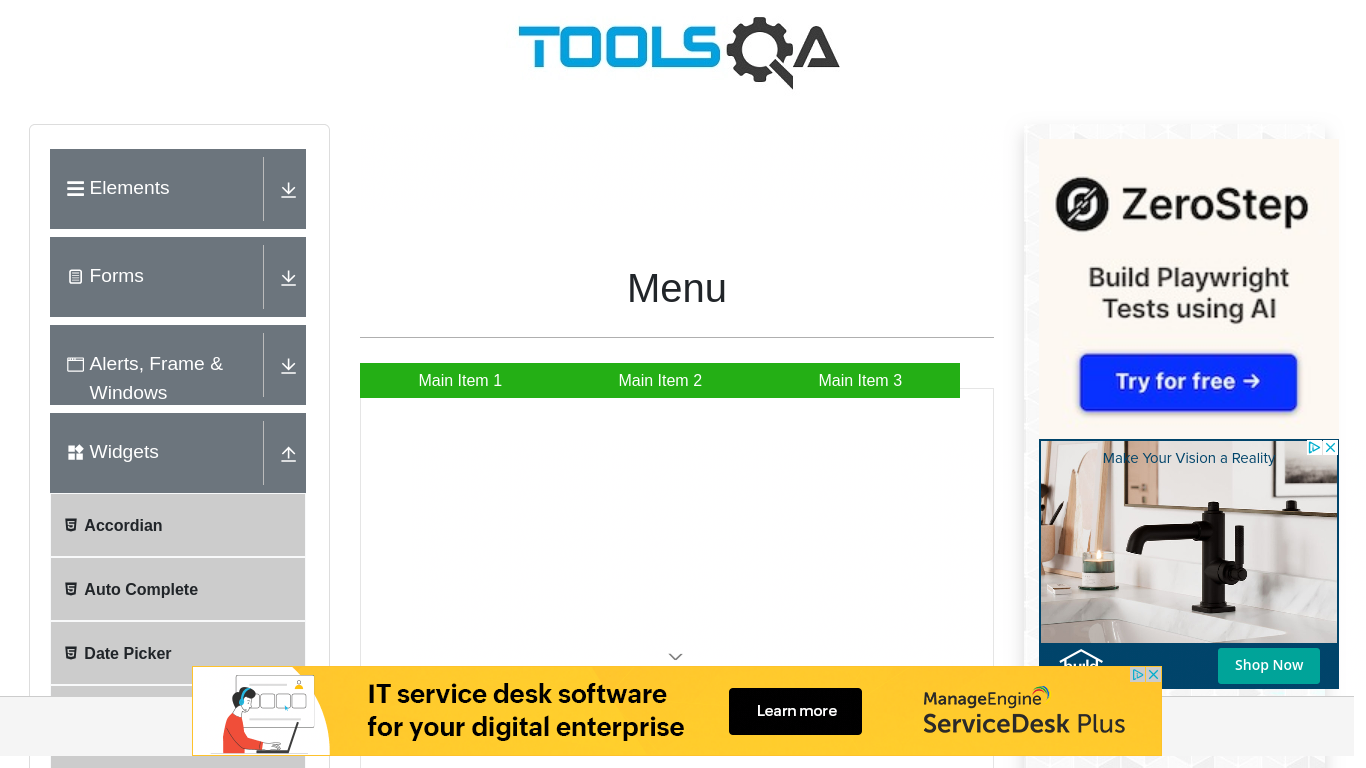 TOOLSQA
Elements
Forms
Alerts, Frame &
Windows
Widgets
Accordian
Auto Complete
Date Picker
Menu
Main Item 1
Main Item 2
Main Item 3
ZeroStep
Build Playwright
Tests using AI
Try for free →
Make Your Vision a Reality
build
Shop Now
IT service desk software
for your digital enterprise
Learn more
ManageEngine
ServiceDesk Plus